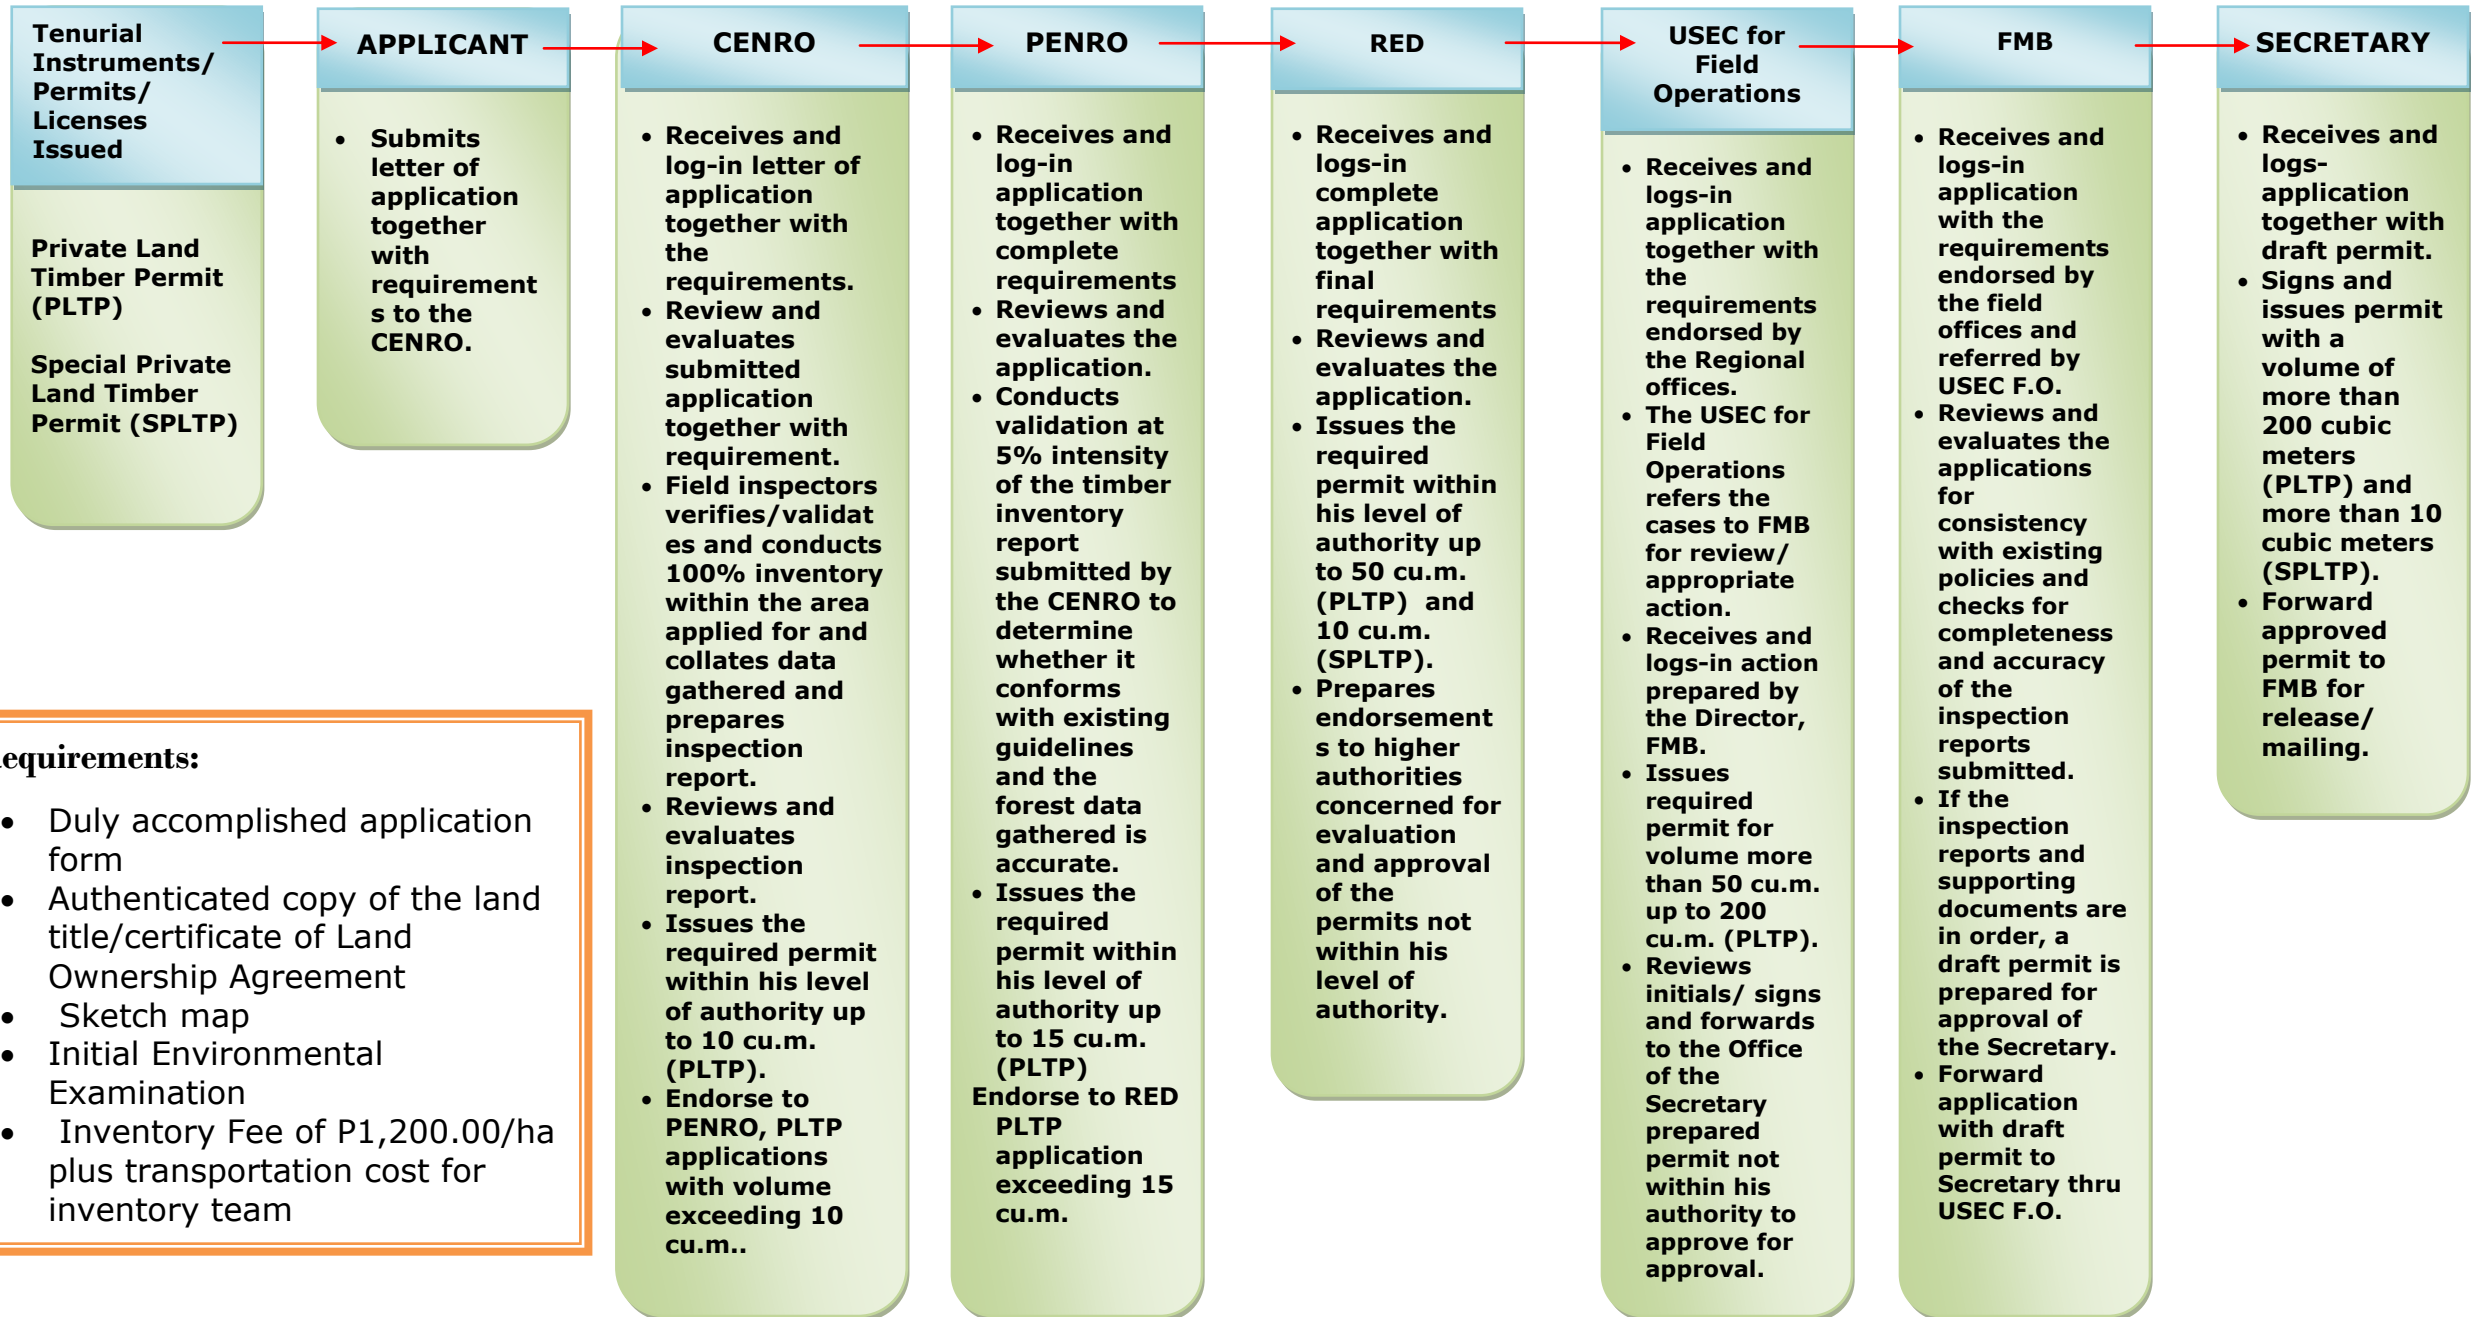 Tenurial
Instruments/
Permits/
Licenses
Issued
Private Land
Timber Permit
(PLTP)
Special Private
Land Timber
Permit (SPLTP)
APPLICANT
• Submits
letter of
application
together
with
requirement
s to the
CENRO.
CENRO
• Receives and
log-in letter of
application
together with
the
requirements.
• Review and
evaluates
submitted
application
together with
requirement.
• Field inspectors
verifies/validat
es and conducts
100% inventory
within the area
applied for and
collates data
gathered and
prepares
inspection
report.
• Reviews and
evaluates
inspection
report.
• Issues the
required permit
within his level
of authority up
to 10 cu.m.
(PLTP).
• Endorse to
PENRO, PLTP
applications
with volume
exceeding 10
cu.m..
PENRO
• Receives and
log-in
application
together with
complete
requirements
• Reviews and
evaluates the
application.
• Conducts
validation at
5% intensity
of the timber
inventory
report
submitted by
the CENRO to
determine
whether it
conforms
with existing
guidelines
and the
forest data
gathered is
accurate.
• Issues the
required
permit within
his level of
authority up
to 15 cu.m.
(PLTP)
Endorse to RED
PLTP
application
exceeding 15
cu.m.
RED
• Receives and
logs-in
complete
application
together with
final
requirements
• Reviews and
evaluates the
application.
• Issues the
required
permit within
his level of
authority up
to 50 cu.m.
(PLTP) and
10 cu.m.
(SPLTP).
• Prepares
endorsement
s to higher
authorities
concerned for
evaluation
and approval
of the
permits not
within his
level of
authority.
USEC for
Field
Operations
• Receives and
logs-in
application
together with
the
requirements
endorsed by
the Regional
offices.
• The USEC for
Field
Operations
refers the
cases to FMB
for review/
appropriate
action.
• Receives and
logs-in action
prepared by
the Director,
FMB.
• Issues
required
permit for
volume more
than 50 cu.m.
up to 200
cu.m. (PLTP).
• Reviews
initials/ signs
and forwards
to the Office
of the
Secretary
prepared
permit not
within his
authority to
approve for
approval.
FMB
• Receives and
logs-in
application
with the
requirements
endorsed by
the field
offices and
referred by
USEC F.O.
• Reviews and
evaluates the
applications
for
consistency
with existing
policies and
checks for
completeness
and accuracy
of the
inspection
reports
submitted.
• If the
inspection
reports and
supporting
documents are
in order, a
draft permit is
prepared for
approval of
the Secretary.
• Forward
application
with draft
permit to
Secretary thru
USEC F.O.
SECRETARY
• Receives and
logs-
application
together with
draft permit.
• Signs and
issues permit
with a
volume of
more than
200 cubic
meters
(PLTP) and
more than 10
cubic meters
(SPLTP).
• Forward
approved
permit to
FMB for
release/
mailing.
equirements:
• Duly accomplished application
form
• Authenticated copy of the land
title/certificate of Land
Ownership Agreement
• Sketch map
• Initial Environmental
Examination
• Inventory Fee of P1,200.00/ha
plus transportation cost for
inventory team